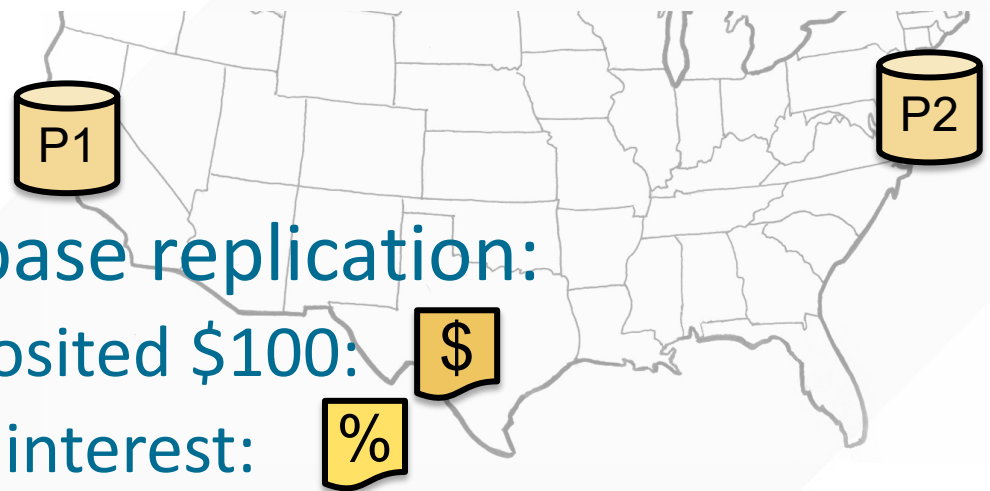 P1
P2
base replication:
osited $100: $
interest: %